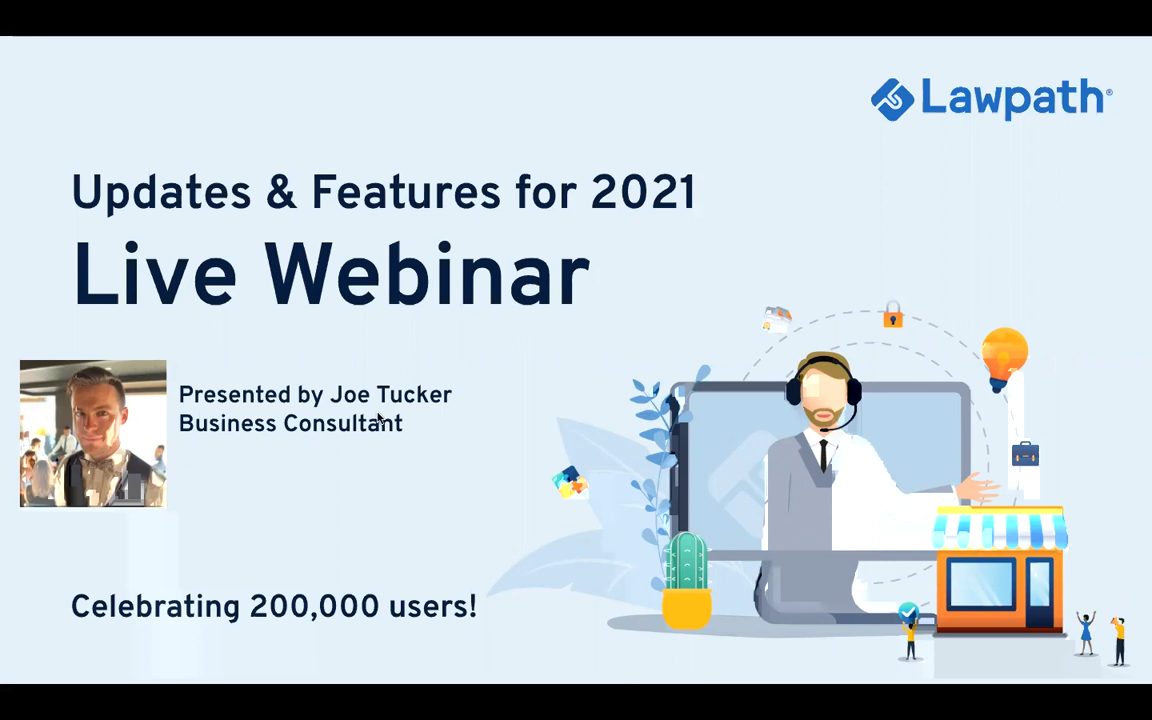 Lawpath®
Updates & Features for 2021
Live Webinar
Presented by Joe Tucker
Business Consultant
Celebrating 200,000 users!